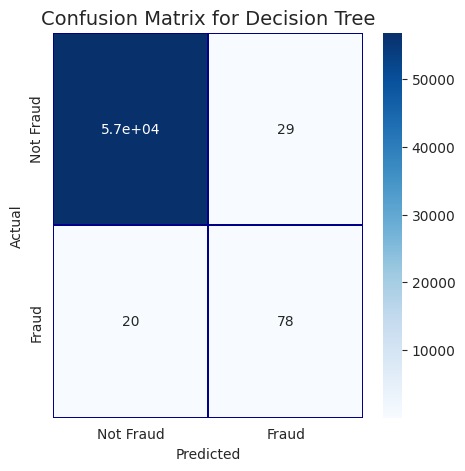 Confusion Matrix for Decision Tree
Actual
Not Fraud
Fraud
5.7e+04
29
20
78
Not Fraud
Fraud
Predicted
50000
40000
30000
20000
10000